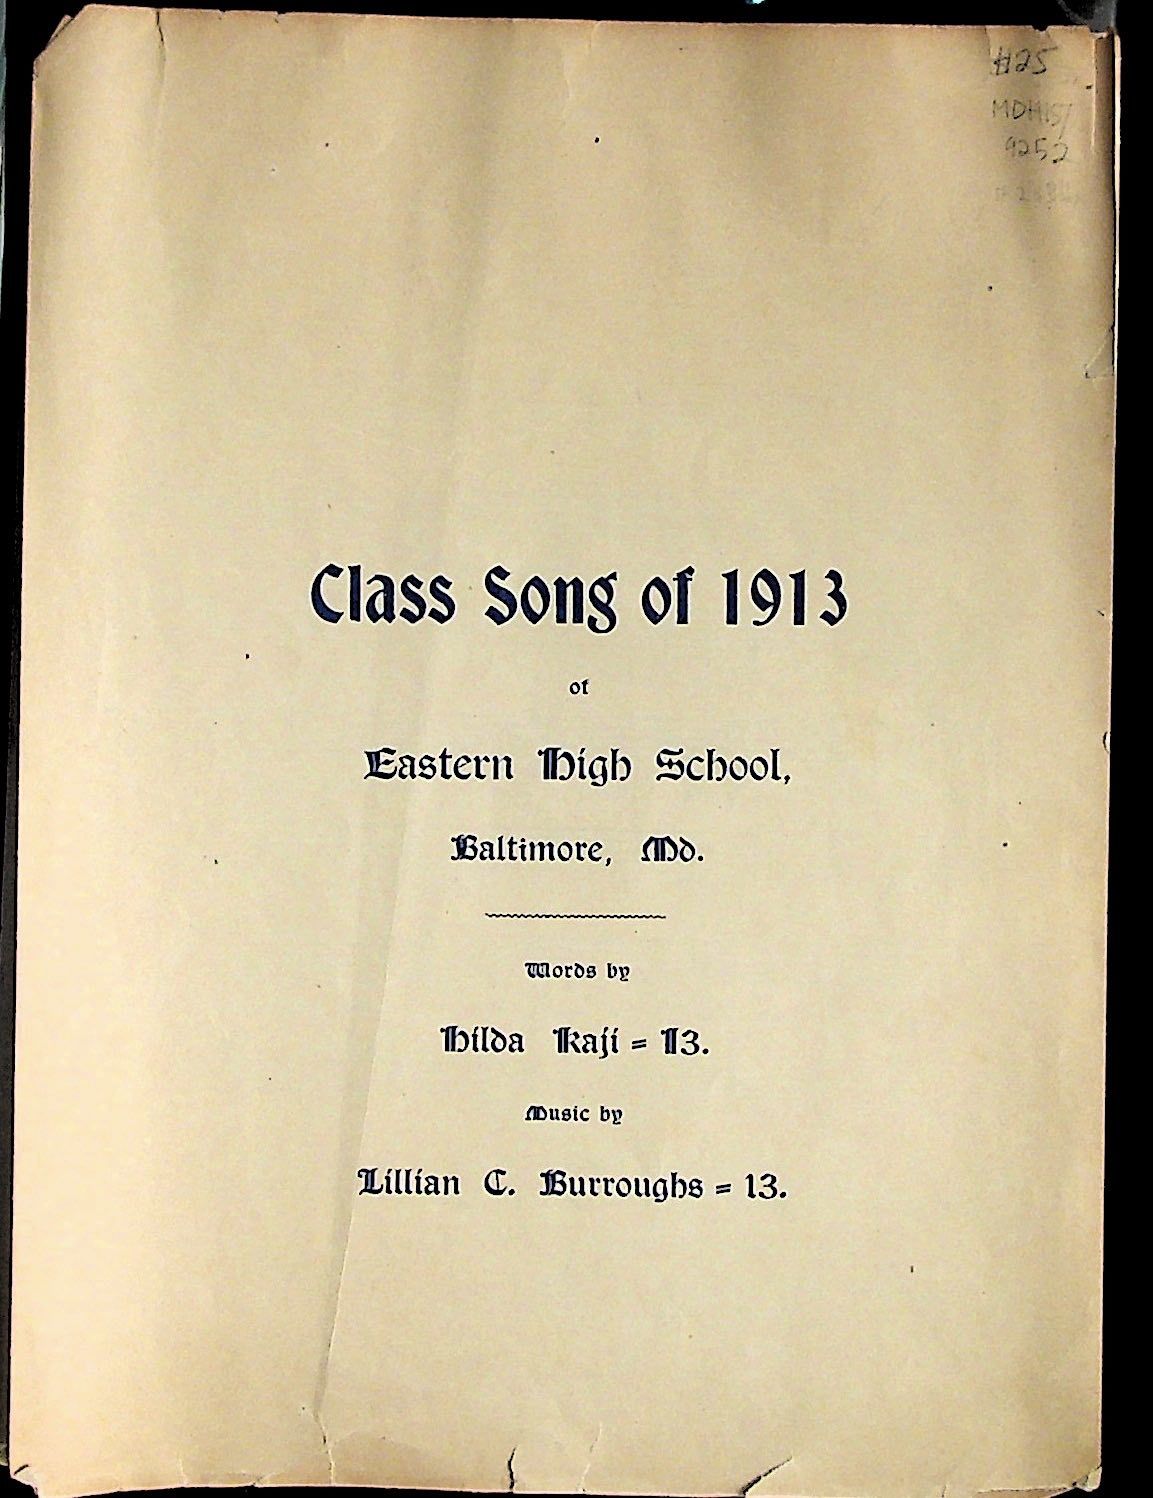 #25
MDHIS/
9252
Class Song of 1913
of
Eastern High School,
Baltimore, Md.
Words by
Hilda Kaji = 13.
Music by
Lillian C. Burroughs = 13.